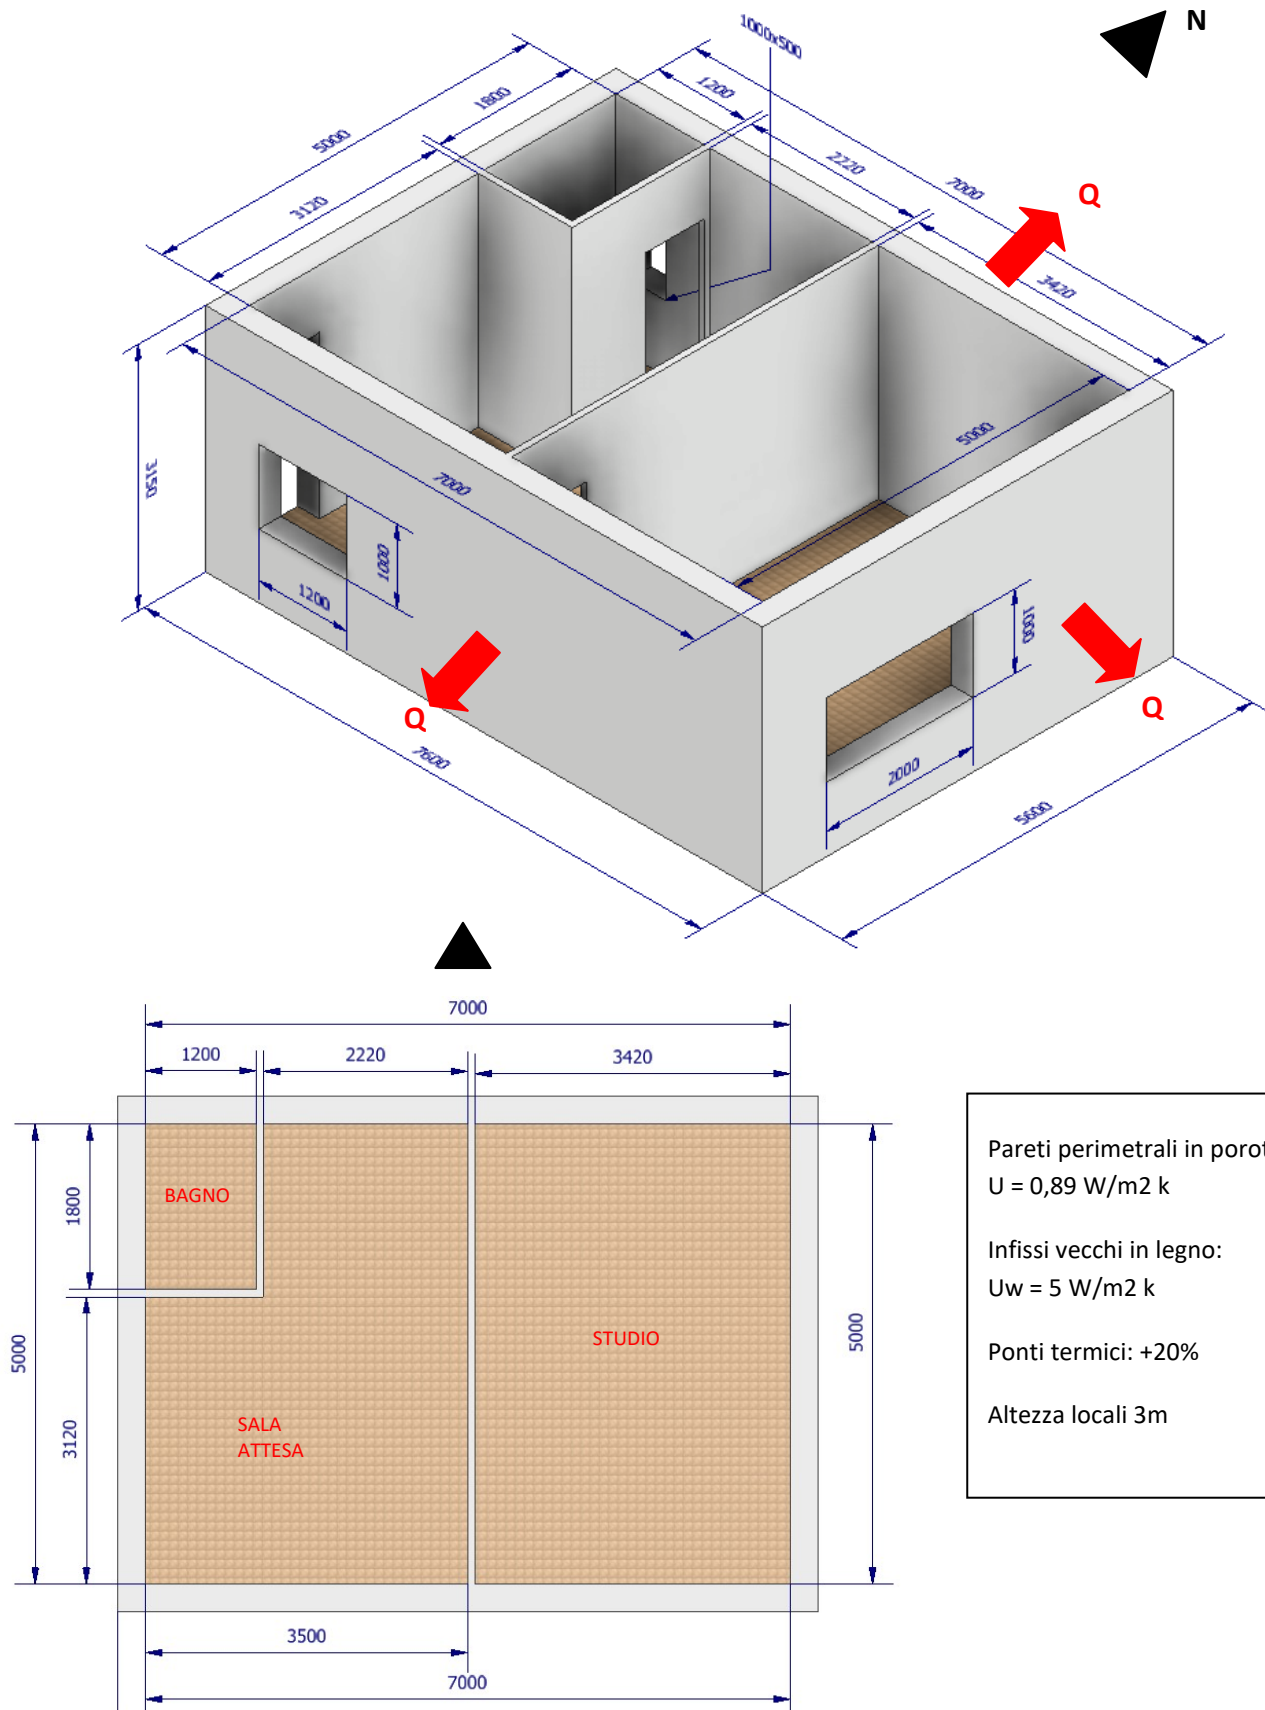 N
1000x500
1200
1800
5000
2220
7000
Q
3120
3420
5000
3150
7000
1000
1200
1000
Q
Q
7600
2000
5600
7000
1200
2220
3420
1800
BAGNO
5000
5000
STUDIO
3120
SALA
ATTESA
3500
7000
Pareti perimetrali in porot
U = 0,89 W/m2 k
Infissi vecchi in legno:
Uw = 5 W/m2 k
Ponti termici: +20%
Altezza locali 3m